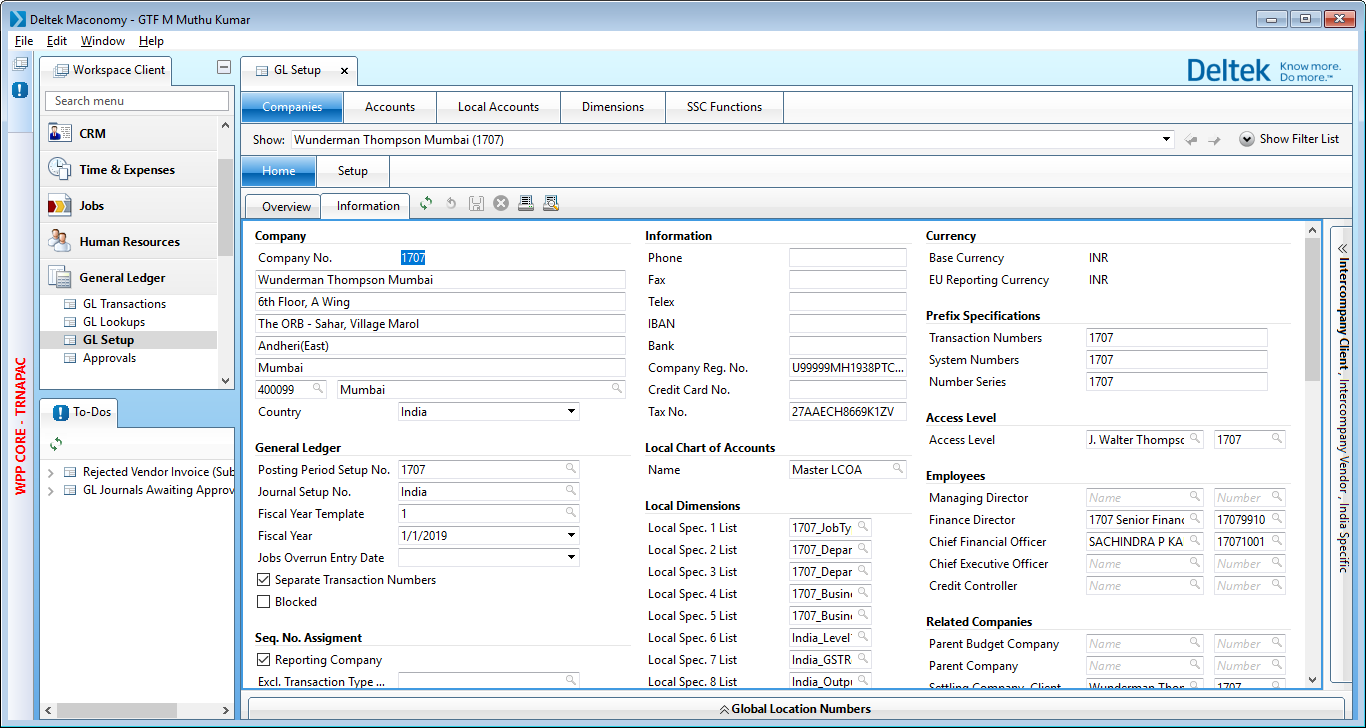 Deltek Maconomy - GTF M Muthu Kumar
File Edit Window Help
Workspace Client
Search menu
CRM
Time & Expenses
Jobs
Human Resources
General Ledger
GL Transactions
GL Lookups
GL Setup
Approvals
To-Dos
Rejected Vendor Invoice (Sub
GL Journals Awaiting Approv
WPP CORE - TRNAPAC
GL Setup
Deltek Know more.
Do more.™
Companies Accounts Local Accounts Dimensions SSC Functions
Show: Wunderman Thompson Mumbai (1707) Show Filter List
Home Setup
Overview Information
Company
Company No. 1707
Wunderman Thompson Mumbai
6th Floor, A Wing
The ORB - Sahar, Village Marol
Andheri(East)
Mumbai
400099 Mumbai
Country India
General Ledger
Posting Period Setup No. 1707
Journal Setup No. India
Fiscal Year Template 1
Fiscal Year 1/1/2019
Jobs Overrun Entry Date
Separate Transaction Numbers
Blocked
Seq. No. Assigment
Reporting Company
Excl. Transaction Type ...
Information
Phone
Fax
Telex
IBAN
Bank
Company Reg. No. U99999MH1938PTC...
Credit Card No.
Tax No. 27AAECH8669K1ZV
Local Chart of Accounts
Name Master LCOA
Local Dimensions
Local Spec. 1 List 1707_JobTy
Local Spec. 2 List 1707_Depar
Local Spec. 3 List 1707_Depar
Local Spec. 4 List 1707_Busin
Local Spec. 5 List 1707_Busin
Local Spec. 6 List India_Level
Local Spec. 7 List India_GSTR
Local Spec. 8 List India_Outpu
Currency
Base Currency INR
EU Reporting Currency INR
Prefix Specifications
Transaction Numbers 1707
System Numbers 1707
Number Series 1707
Access Level
Access Level J. Walter Thompsc 1707
Employees
Managing Director Name Number
Finance Director 1707 Senior Financ 17079910
Chief Financial Officer SACHINDRA P KA 17071001
Chief Executive Officer Name Number
Credit Controller Name Number
Related Companies
Parent Budget Company Name Number
Parent Company Name Number
Settling Company, Client Wunderman Thor 1707
Intercompany Client , Intercompany Vendor , India Specific
Global Location Numbers